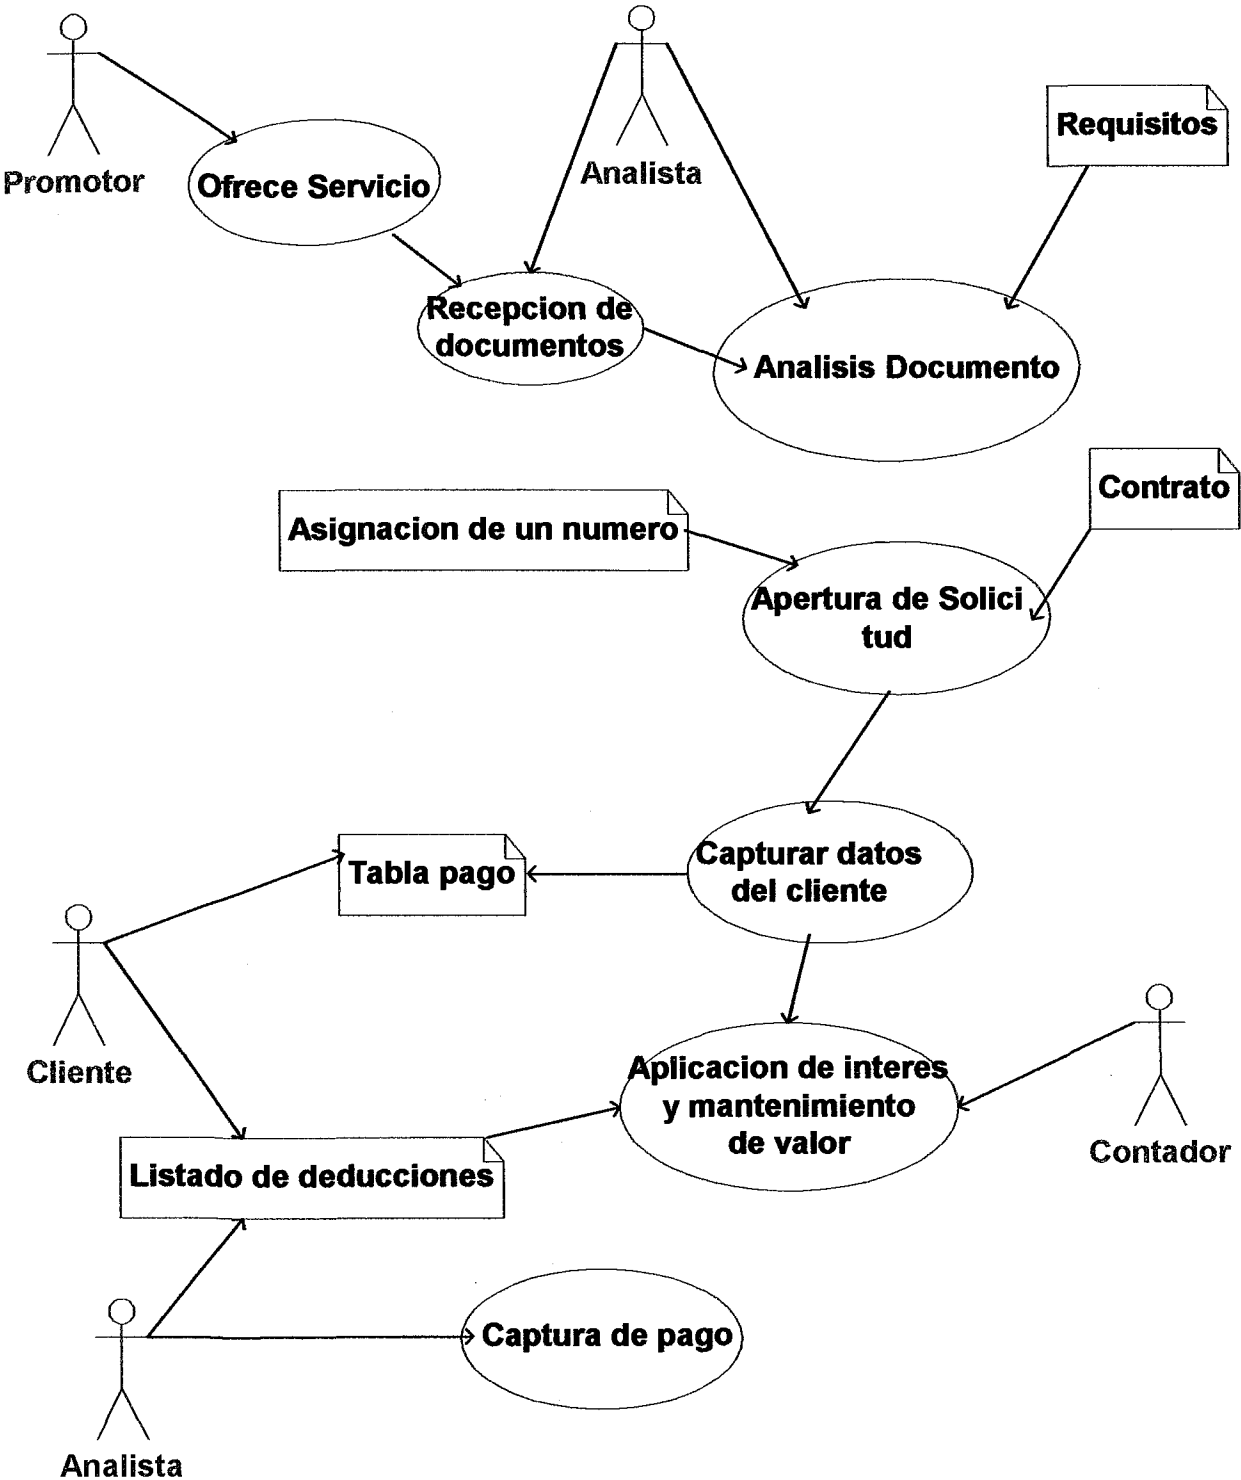 Promotor
Ofrece Servicio
Analista
Requisitos
Recepcion de
documentos
Analisis Documento
Contrato
Asignacion de un numero
Apertura de Solici
tud
Tabla pago
Capturar datos
del cliente
Cliente
Aplicacion de interes
y mantenimiento
de valor
Contador
Listado de deducciones
Captura de pago
Analista